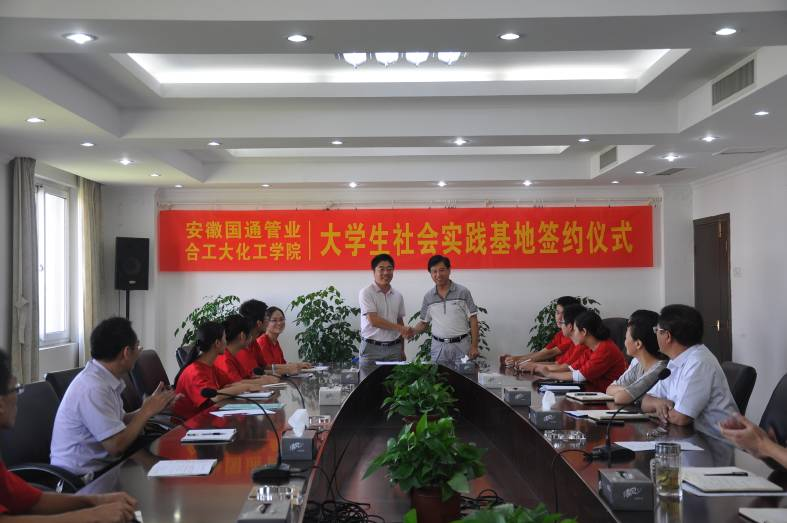 安徽国通管业
合工大化工学院
大学生社会实践基地签约仪式